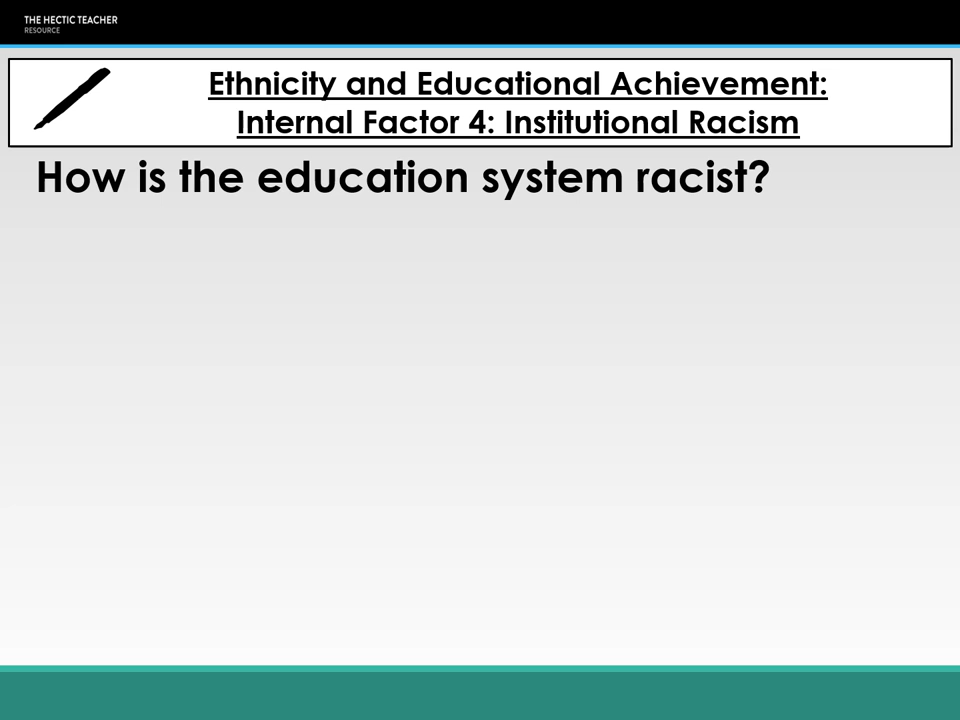 THE HECTIC TEACHER
RESOURCE
Ethnicity and Educational Achievement:
Internal Factor 4: Institutional Racism
How is the education system racist?